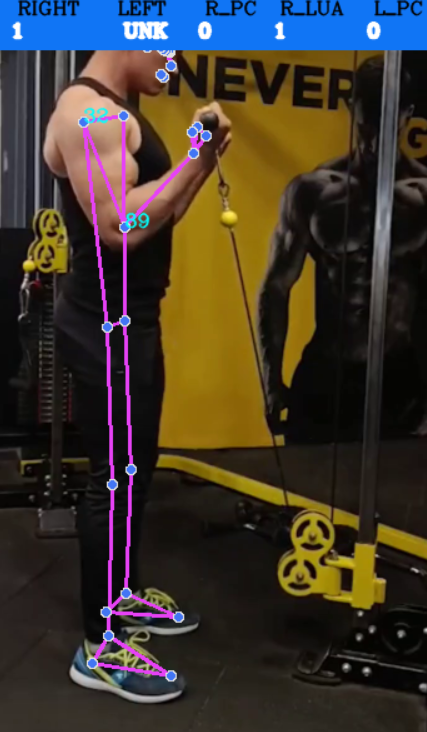 RIGHT LEFT R_PC R_LUA L_PC
1 UNK 0 1 0
NEVER
32
G
89